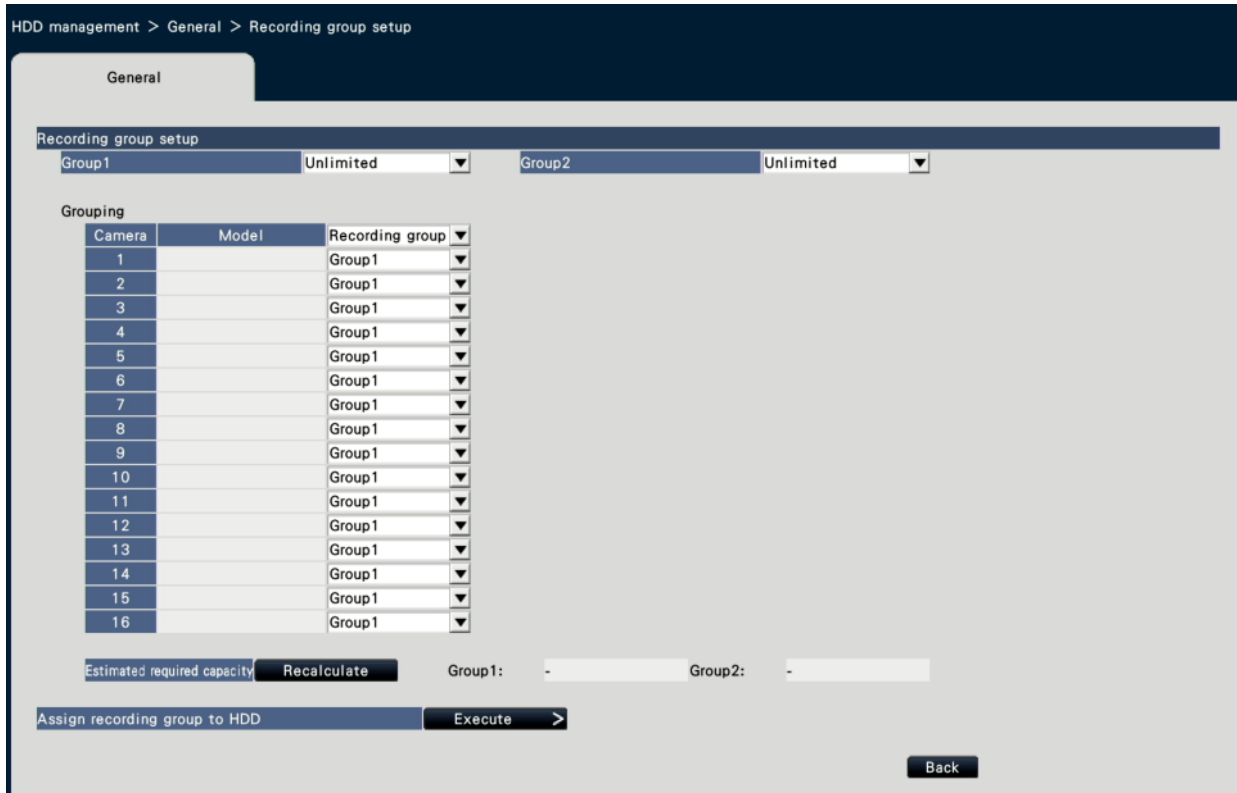 HDD management > General > Recording group setup
General
Recording group setup
Group1 Unlimited Group2 Unlimited
Grouping
Camera Model Recording group
1 Group1
2 Group1
3 Group1
4 Group1
5 Group1
6 Group1
7 Group1
8 Group1
9 Group1
10 Group1
11 Group1
12 Group1
13 Group1
14 Group1
15 Group1
16 Group1
Estimated required capacity Recalculate Group1: - Group2: -
Assign recording group to HDD Execute >
Back